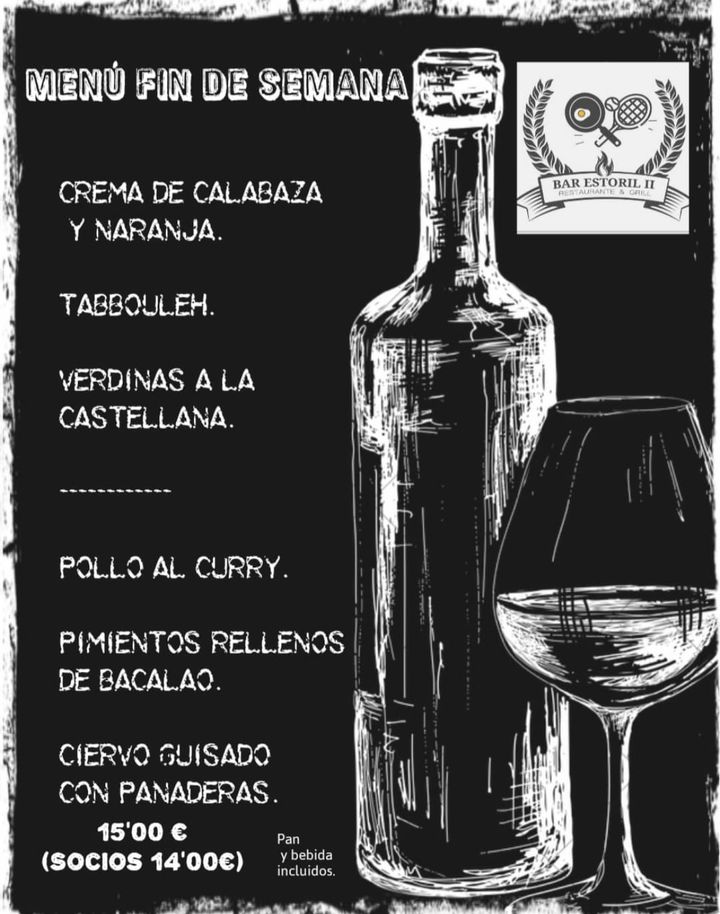 MENÚ FIN DE SEMANA
BAR ESTORIL II
RESTAURANTE & GRILL
CREMA DE CALABAZA
Y NARANJA.
TABBOULEH.
VERDINAS A LA
CASTELLANA.
------------
POLLO AL CURRY.
PIMIENTOS RELLENOS
DE BACALAO.
CIERVO GUISADO
CON PANADERAS.
15'00 €
(SOCIOS 14'00€)
Pan
y bebida
incluidos.